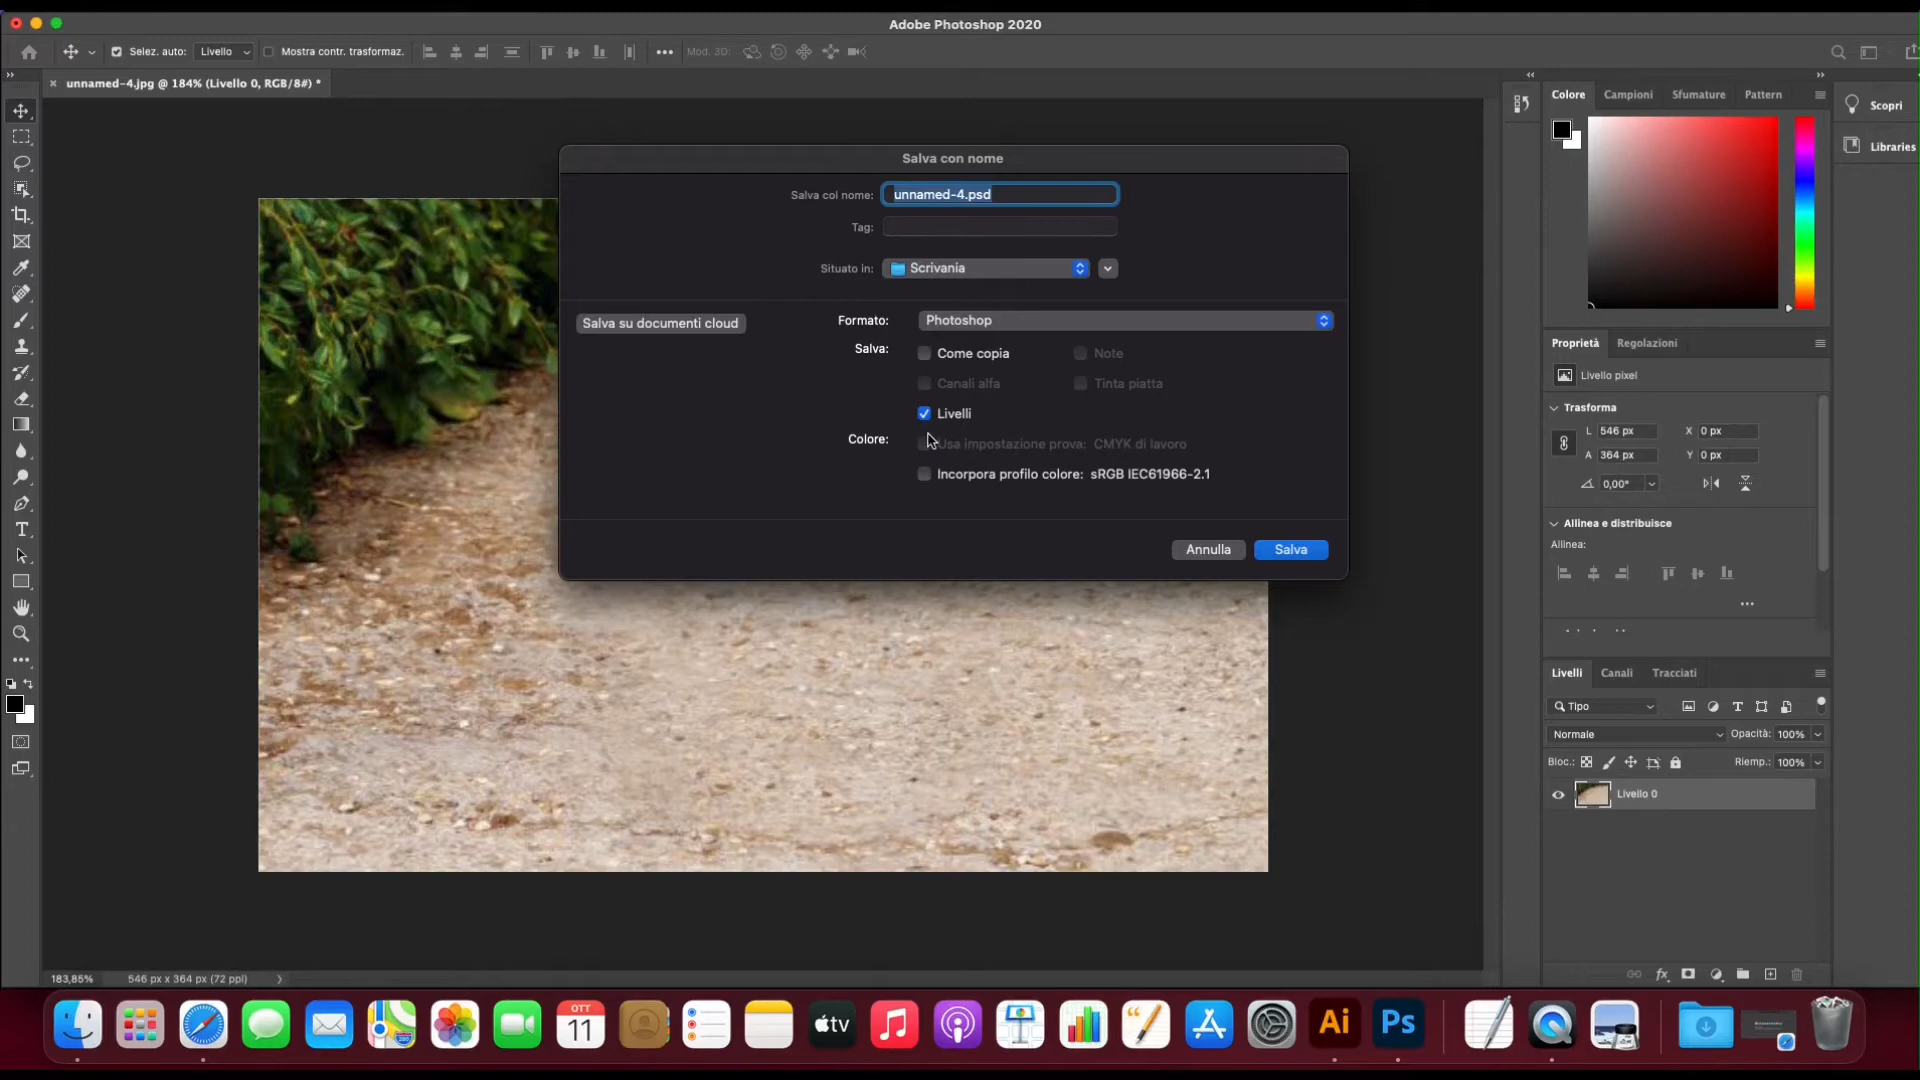 Adobe Photoshop 2020
Selez. auto: Livello Mostra contr. trasformaz. Mod. 3D:
unnamed-4.jpg @ 184% (Livello 0, RGB/8#) *
Salva con nome
Salva col nome: unnamed-4.psd
Tag:
Situato in: Scrivania
Salva su documenti cloud
Formato: Photoshop
Salva: Come copia Note
Canali alfa Tinta piatta
Livelli
Colore: Usa impostazione prova: CMYK di lavoro
Incorpora profilo colore: sRGB IEC61966-2.1
Annulla Salva
Colore Campioni Sfumature Pattern
Scopri
Libraries
Proprietà Regolazioni
Livello pixel
Trasforma
L 546 px X 0 px
A 364 px Y 0 px
0,00°
Allinea e distribuisce
Allinea:
Livelli Canali Tracciati
Tipo
Normale Opacità: 100%
Bloc.: Riemp.: 100%
Livello 0
183,85% 546 px x 364 px (72 ppi)
OTT
11
tv
Ai
Ps